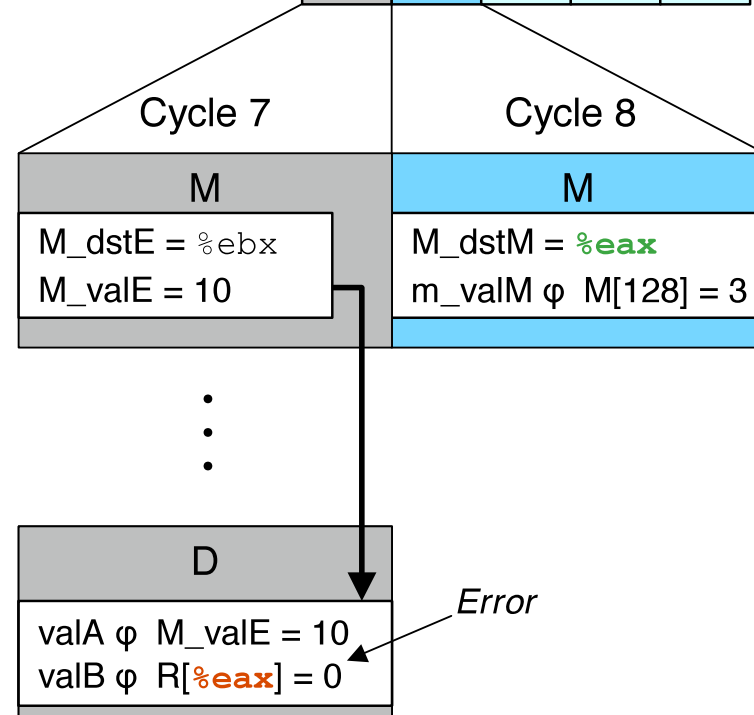 Cycle 7
Cycle 8
M
M
M_dstE = %ebx
M_valE = 10
M_dstM = %eax
m_valM φ M[128] = 3
D
Error
valA φ M_valE = 10
valB φ R[%eax] = 0